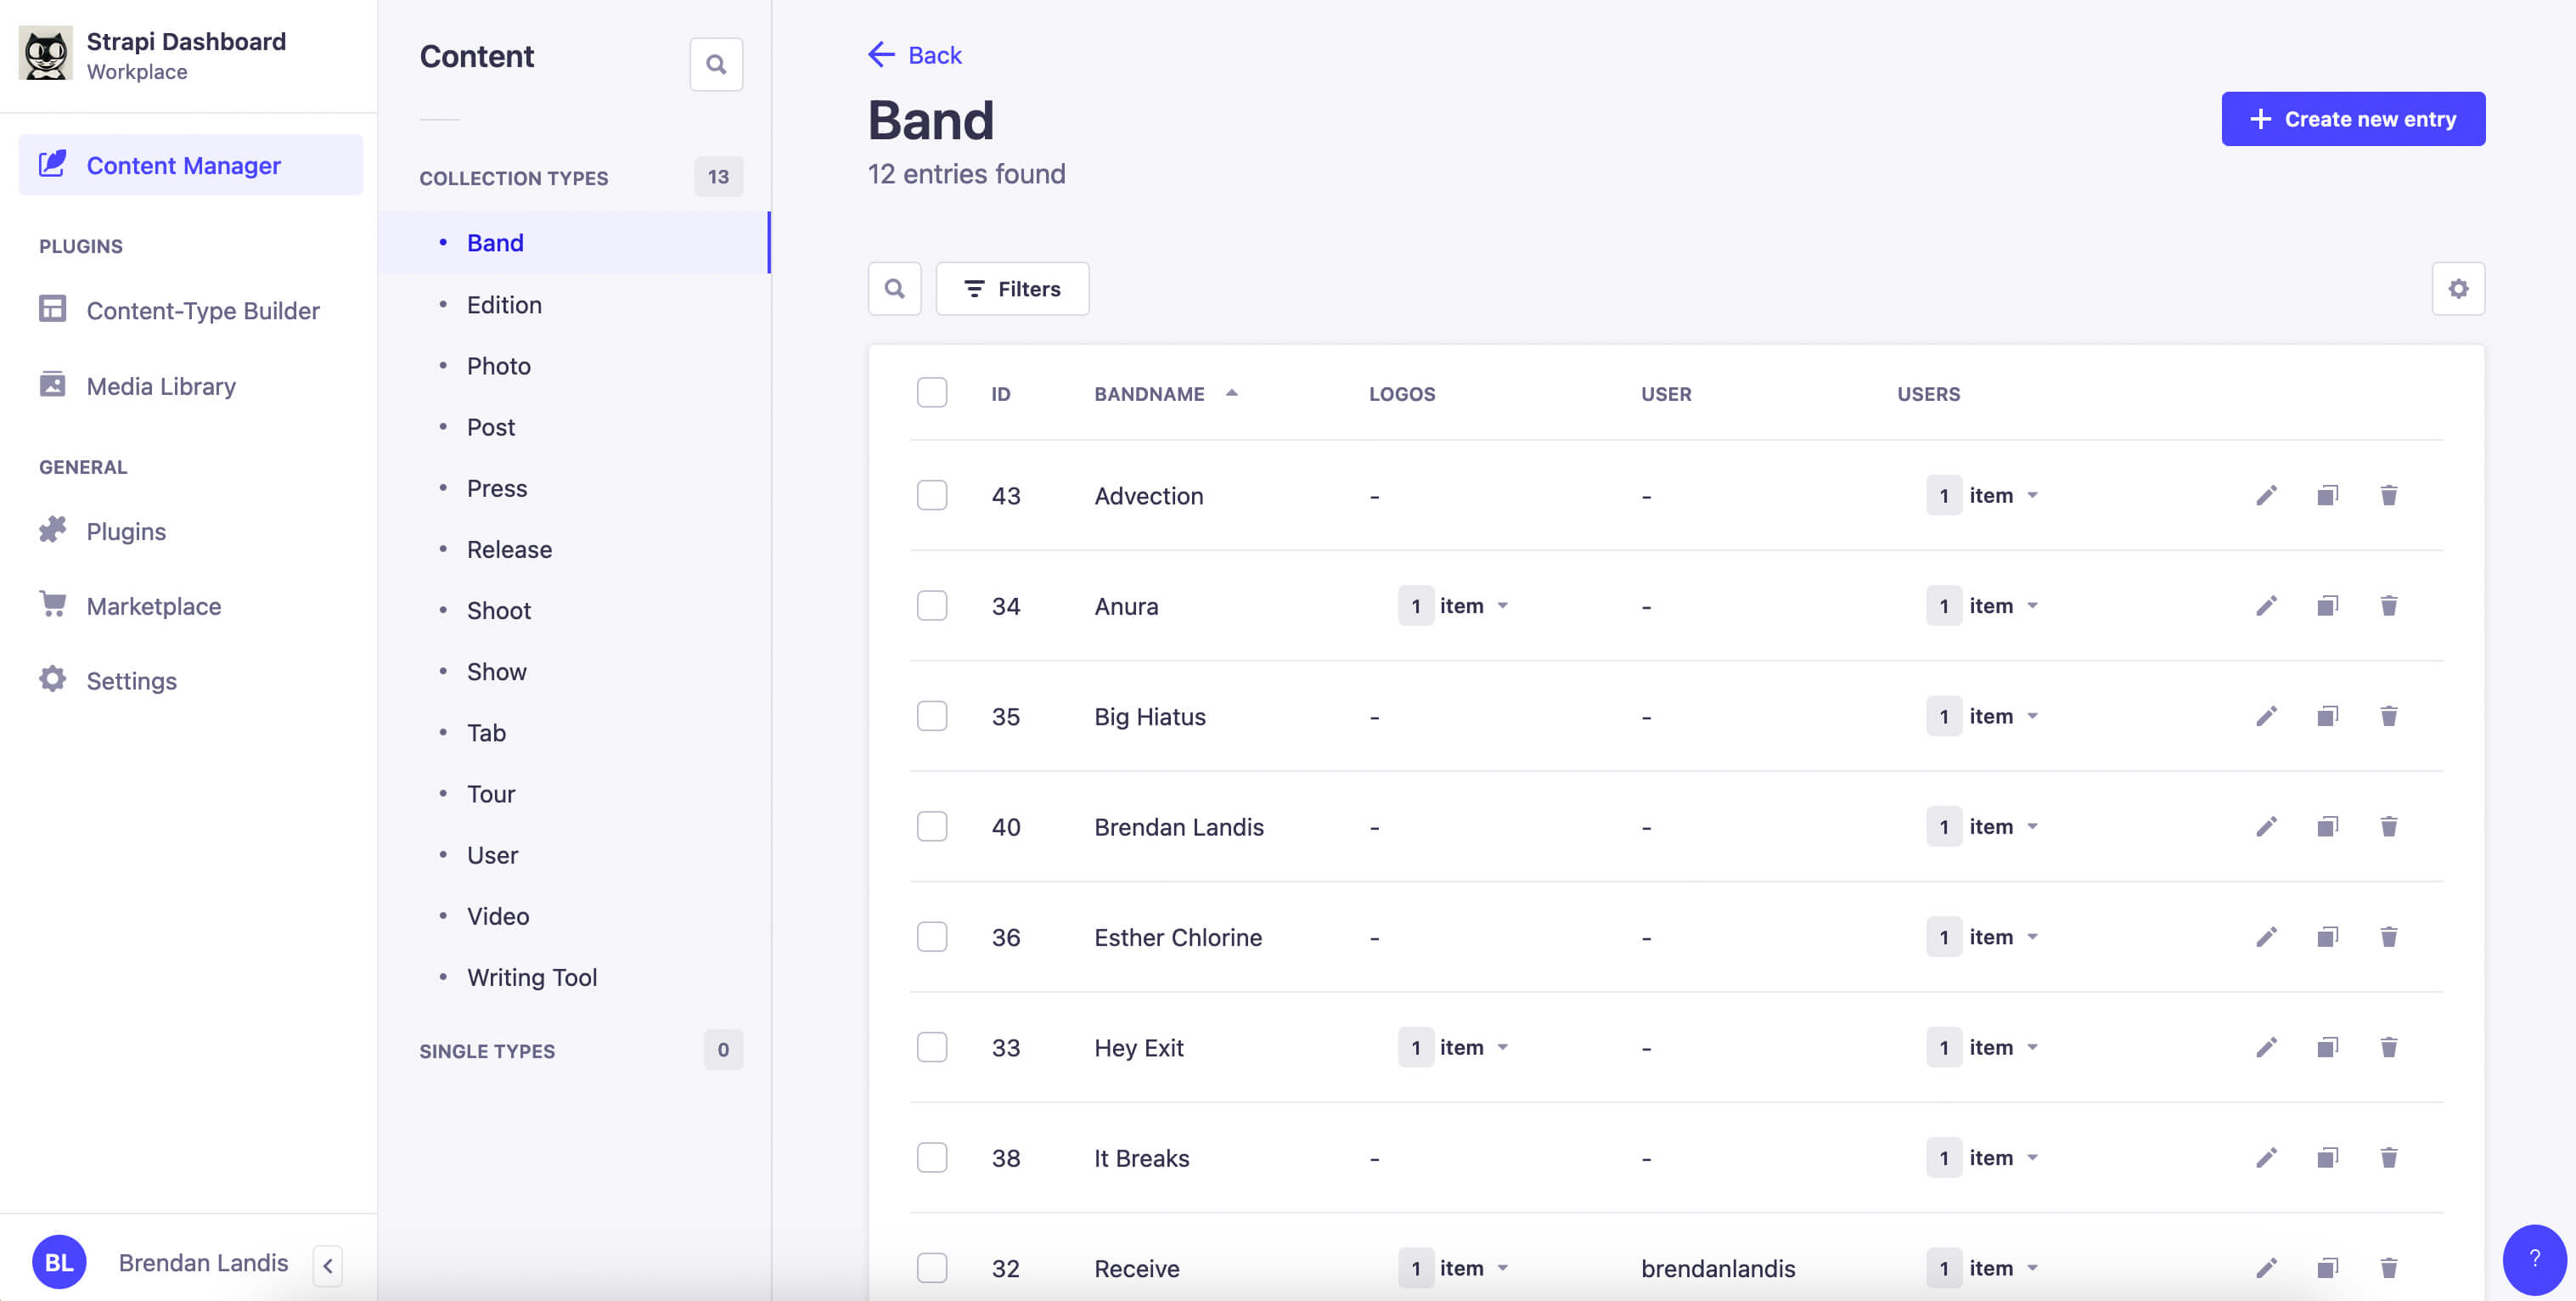 Strapi Dashboard
Workplace
Content Manager
PLUGINS
Content-Type Builder
Media Library
GENERAL
Plugins
Marketplace
Settings
BL Brendan Landis
Content
COLLECTION TYPES 13
Band
Edition
Photo
Post
Press
Release
Shoot
Show
Tab
Tour
User
Video
Writing Tool
SINGLE TYPES 0
Back
Band
12 entries found
Create new entry
Filters
ID BANDNAME LOGOS USER USERS
43 Advection - - 1 item
34 Anura 1 item - 1 item
35 Big Hiatus - - 1 item
40 Brendan Landis - - 1 item
36 Esther Chlorine - - 1 item
33 Hey Exit 1 item - 1 item
38 It Breaks - - 1 item
32 Receive 1 item brendanlandis 1 item
?